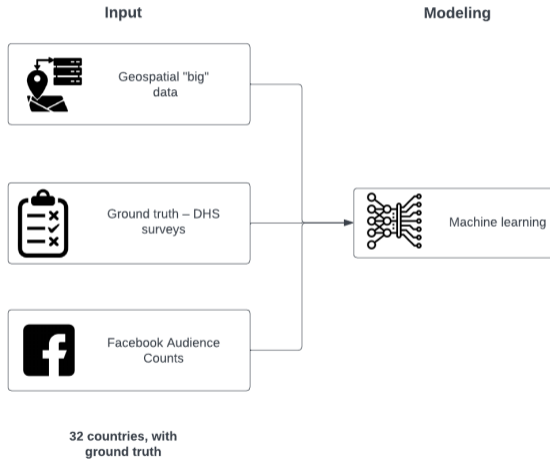 Input
Modeling
Geospatial "big"
data
Ground truth – DHS
surveys
Machine learning
Facebook Audience
Counts
32 countries, with
ground truth